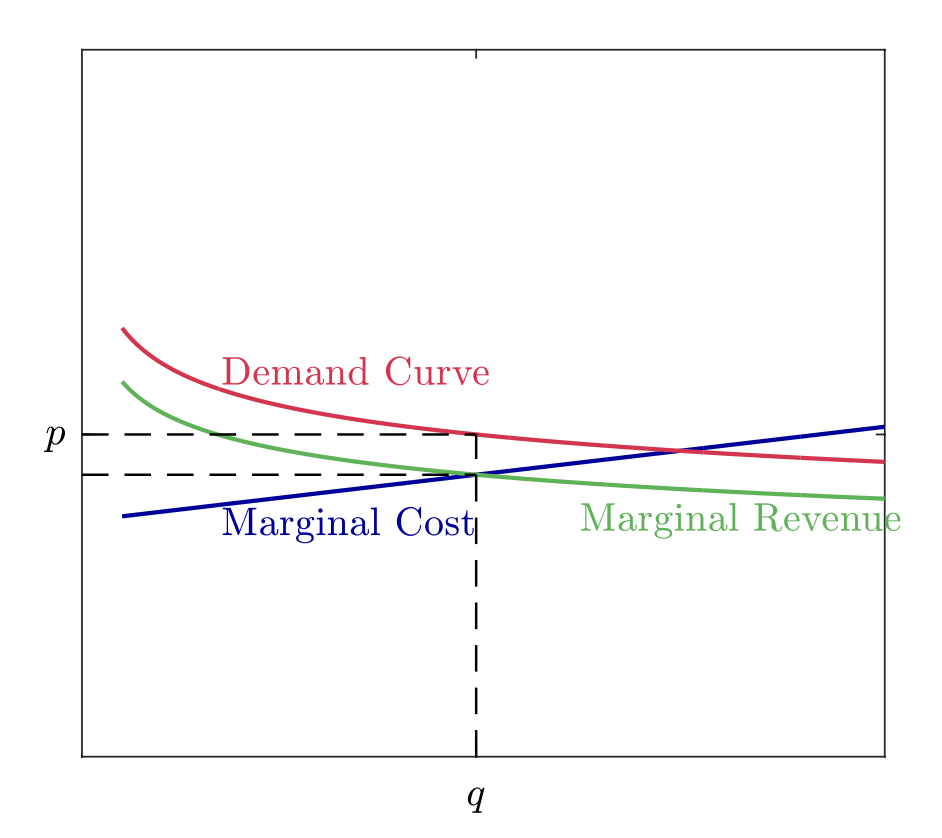 Demand Curve
p
Marginal Cost
Marginal Revenue
q